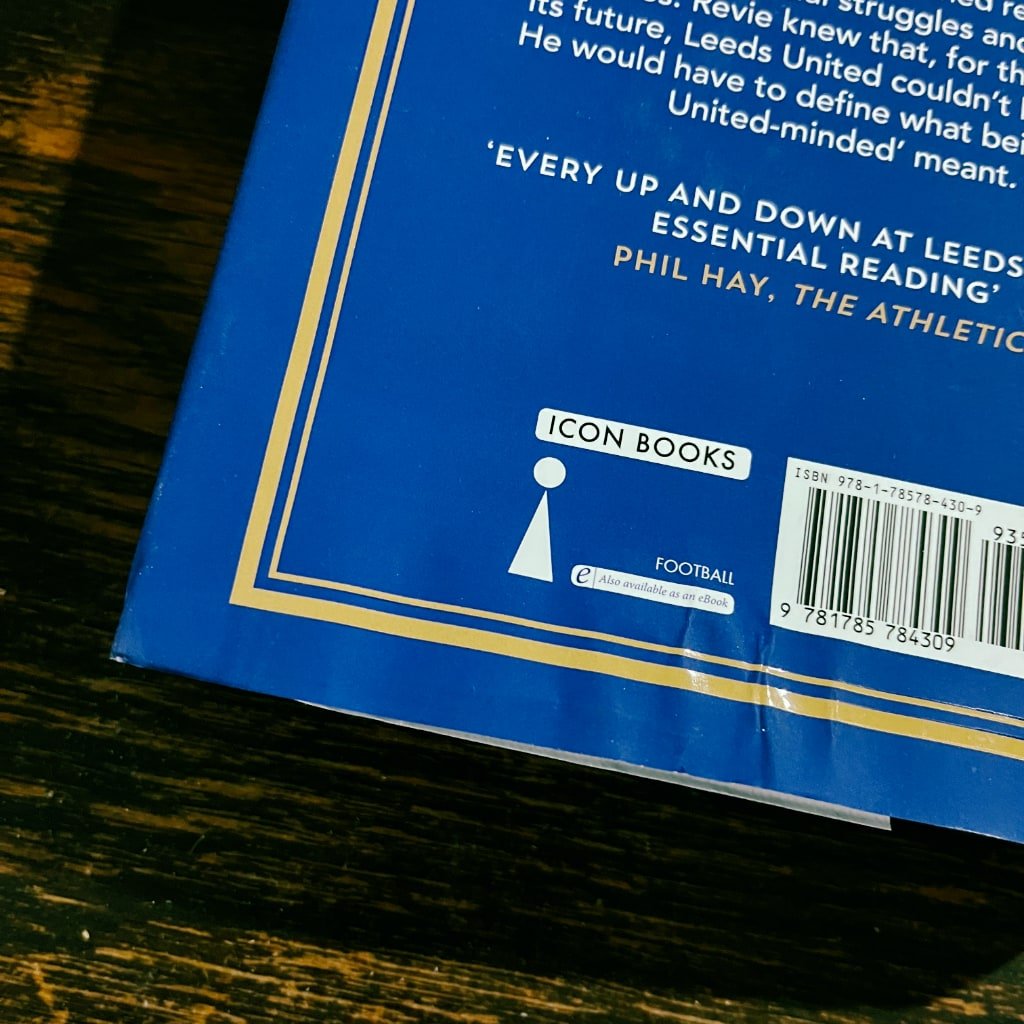 struggles and
Revie knew that, for
its future, Leeds United couldn't
He would have to define what
United-minded' meant.
'EVERY UP AND DOWN AT LEEDS
ESSENTIAL READING'
PHIL HAY, THE ATHLETIC
ICON BOOKS
FOOTBALL
e Also available as an eBook
ISBN 978-1-78578-430-9
9 781785 784309